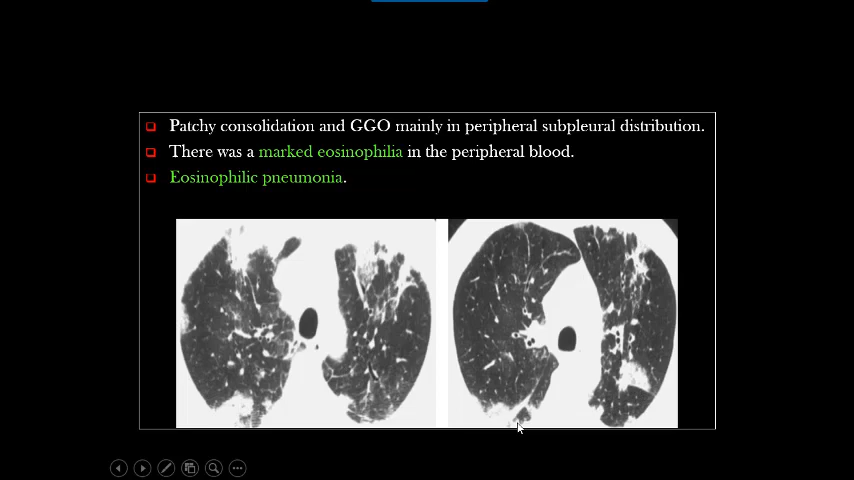 Patchy consolidation and GGO mainly in peripheral subpleural distribution.
There was a marked eosinophilia in the peripheral blood.
Eosinophilic pneumonia.